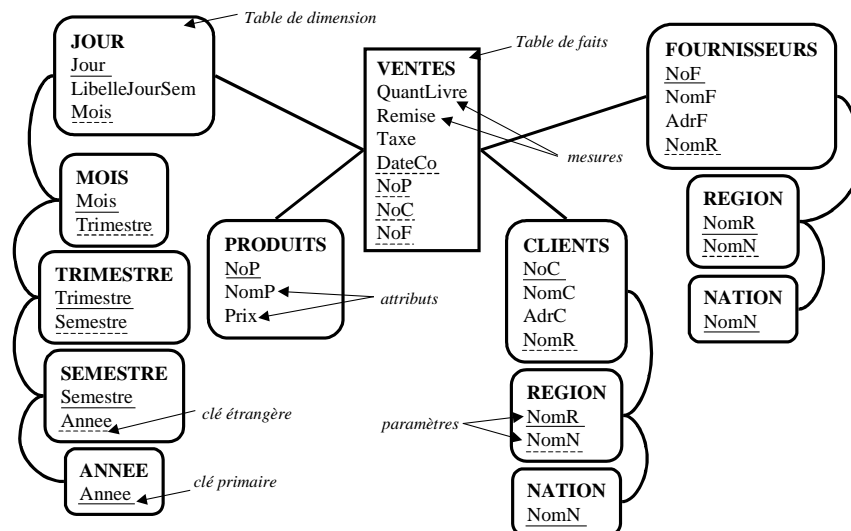 Table de dimension
JOUR
Jour
LibelleJourSem
Mois
MOIS
Mois
Trimestre
TRIMESTRE
Trimestre
Semestre
SEMESTRE
Semestre
Annee
clé étrangère
ANNEE
Annee
clé primaire
Table de faits
VENTES
QuantLivre
Remise
Taxe
DateCo
NoP
NoC
NoF
mesures
PRODUITS
NoP
NomP
Prix
attributs
CLIENTS
NoC
NomC
AdrC
NomR
REGION
NomR
NomN
paramètres
NATION
NomN
FOURNISSEURS
NoF
NomF
AdrF
NomR
REGION
NomR
NomN
NATION
NomN